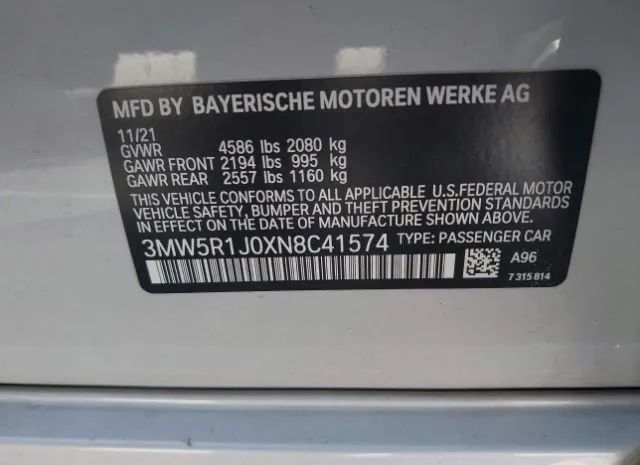 MFD BY BAYERISCHE MOTOREN WERKE AG
11/21
GVWR 4586 lbs 2080 kg
GAWR FRONT 2194 lbs 995 kg
GAWR REAR 2557 lbs 1160 kg
THIS VEHICLE CONFORMS TO ALL APPLICABLE U.S.FEDERAL MOTOR
VEHICLE SAFETY, BUMPER, AND THEFT PREVENTION STANDARDS
IN EFFECT ON THE DATE OF MANUFACTURE SHOWN ABOVE.
3MW5R1J0XN8C41574 TYPE: PASSENGER CAR
A96
7 315 814